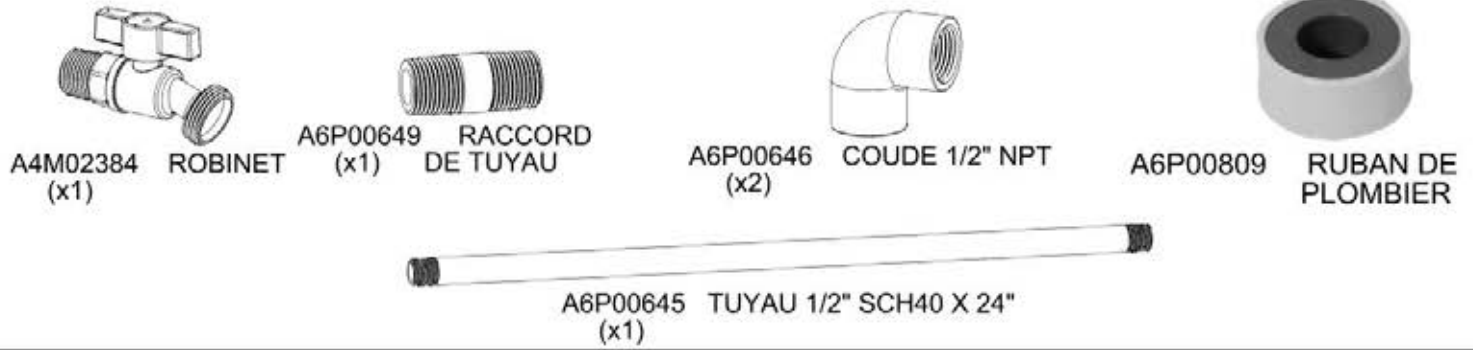 A4M02384 ROBINET
(x1)
A6P00649 RACCORD
(x1) DE TUYAU
A6P00646 COUDE 1/2" NPT
(x2)
A6P00809 RUBAN DE
PLOMBIER
A6P00645 TUYAU 1/2" SCH40 X 24"
(x1)